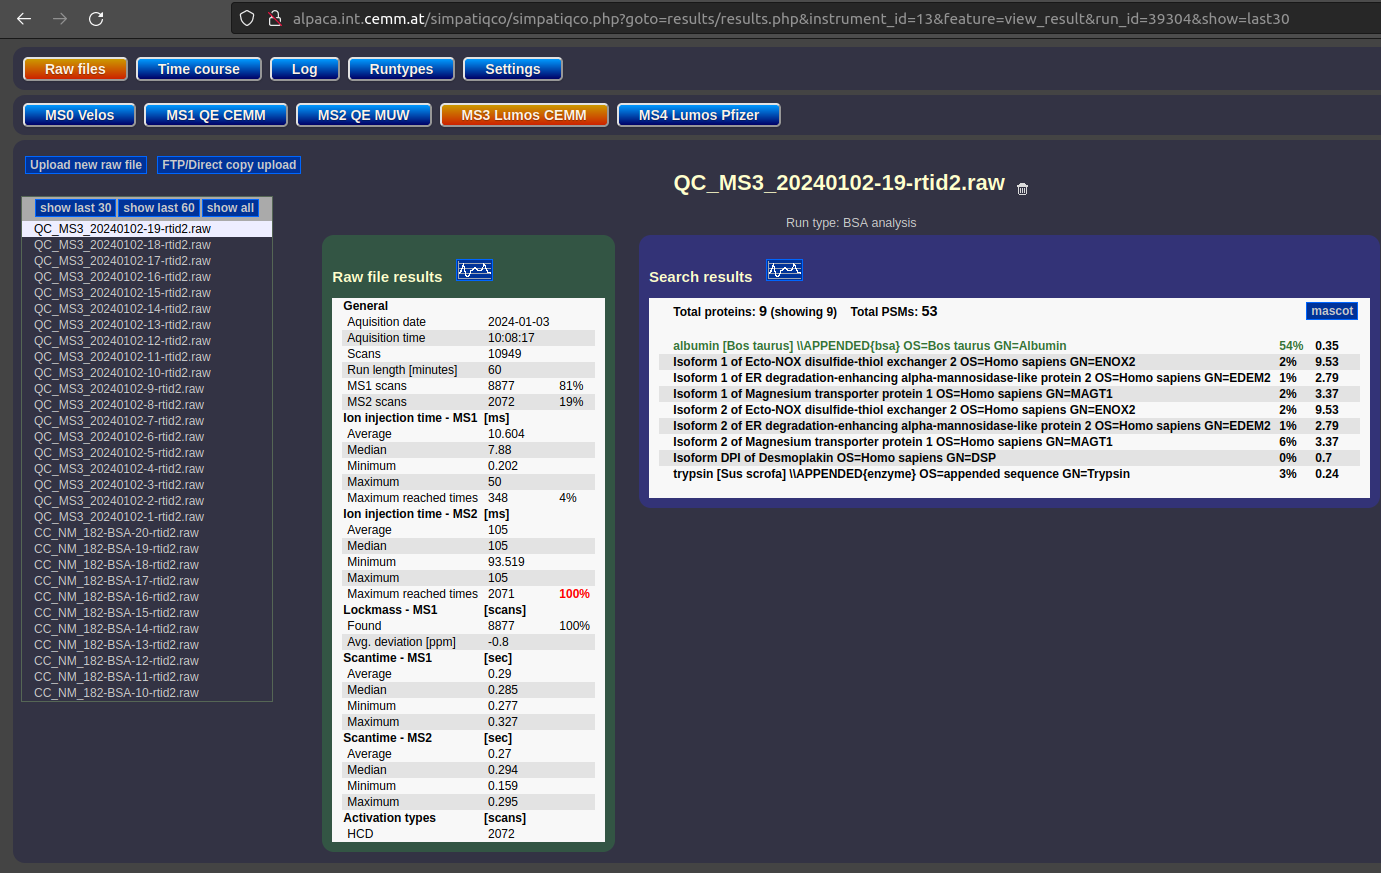 alpaca.int.cemm.at/simpatiqco/simpatiqco.php?goto=results/results.php&instrument_id=13&feature=view_result&run_id=39304&show=last30
Raw files Time course Log Runtypes Settings
MS0 Velos MS1 QE CEMM MS2 QE MUW MS3 Lumos CEMM MS4 Lumos Pfizer
Upload new raw file FTP/Direct copy upload
show last 30 show last 60 show all
QC_MS3_20240102-19-rtid2.raw
QC_MS3_20240102-18-rtid2.raw
QC_MS3_20240102-17-rtid2.raw
QC_MS3_20240102-16-rtid2.raw
QC_MS3_20240102-15-rtid2.raw
QC_MS3_20240102-14-rtid2.raw
QC_MS3_20240102-13-rtid2.raw
QC_MS3_20240102-12-rtid2.raw
QC_MS3_20240102-11-rtid2.raw
QC_MS3_20240102-10-rtid2.raw
QC_MS3_20240102-9-rtid2.raw
QC_MS3_20240102-8-rtid2.raw
QC_MS3_20240102-7-rtid2.raw
QC_MS3_20240102-6-rtid2.raw
QC_MS3_20240102-5-rtid2.raw
QC_MS3_20240102-4-rtid2.raw
QC_MS3_20240102-3-rtid2.raw
QC_MS3_20240102-2-rtid2.raw
QC_MS3_20240102-1-rtid2.raw
CC_NM_182-BSA-20-rtid2.raw
CC_NM_182-BSA-19-rtid2.raw
CC_NM_182-BSA-18-rtid2.raw
CC_NM_182-BSA-17-rtid2.raw
CC_NM_182-BSA-16-rtid2.raw
CC_NM_182-BSA-15-rtid2.raw
CC_NM_182-BSA-14-rtid2.raw
CC_NM_182-BSA-13-rtid2.raw
CC_NM_182-BSA-12-rtid2.raw
CC_NM_182-BSA-11-rtid2.raw
CC_NM_182-BSA-10-rtid2.raw
QC_MS3_20240102-19-rtid2.raw
Run type: BSA analysis
Raw file results
General
Aquisition date 2024-01-03
Aquisition time 10:08:17
Scans 10949
Run length [minutes] 60
MS1 scans 8877 81%
MS2 scans 2072 19%
Ion injection time - MS1 [ms]
Average 10.604
Median 7.88
Minimum 0.202
Maximum 50
Maximum reached times 348 4%
Ion injection time - MS2 [ms]
Average 105
Median 105
Minimum 93.519
Maximum 105
Maximum reached times 2071 100%
Lockmass - MS1 [scans]
Found 8877 100%
Avg. deviation [ppm] -0.8
Scantime - MS1 [sec]
Average 0.29
Median 0.285
Minimum 0.277
Maximum 0.327
Scantime - MS2 [sec]
Average 0.27
Median 0.294
Minimum 0.159
Maximum 0.295
Activation types [scans]
HCD 2072
Search results
Total proteins: 9 (showing 9) Total PSMs: 53 mascot
albumin [Bos taurus] \\APPENDED{bsa} OS=Bos taurus GN=Albumin 54% 0.35
Isoform 1 of Ecto-NOX disulfide-thiol exchanger 2 OS=Homo sapiens GN=ENOX2 2% 9.53
Isoform 1 of ER degradation-enhancing alpha-mannosidase-like protein 2 OS=Homo sapiens GN=EDEM2 1% 2.79
Isoform 1 of Magnesium transporter protein 1 OS=Homo sapiens GN=MAGT1 2% 3.37
Isoform 2 of Ecto-NOX disulfide-thiol exchanger 2 OS=Homo sapiens GN=ENOX2 2% 9.53
Isoform 2 of ER degradation-enhancing alpha-mannosidase-like protein 2 OS=Homo sapiens GN=EDEM2 1% 2.79
Isoform 2 of Magnesium transporter protein 1 OS=Homo sapiens GN=MAGT1 6% 3.37
Isoform DPI of Desmoplakin OS=Homo sapiens GN=DSP 0% 0.7
trypsin [Sus scrofa] \\APPENDED{enzyme} OS=appended sequence GN=Trypsin 3% 0.24